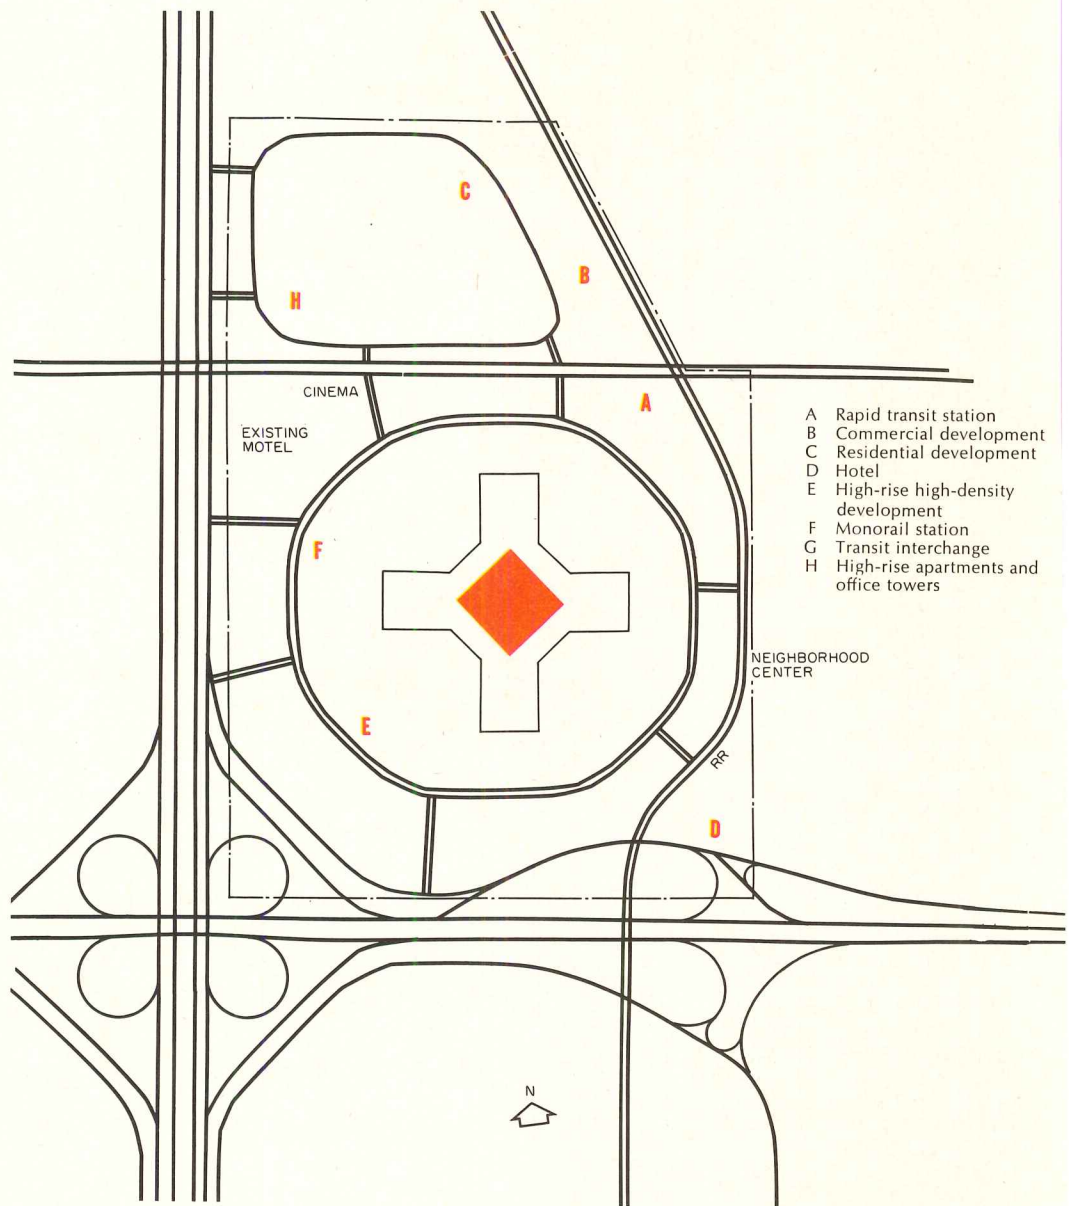 C
B
H
CINEMA
A
EXISTING
MOTEL
A Rapid transit station
B Commercial development
C Residential development
D Hotel
E High-rise high-density
development
F Monorail station
G Transit interchange
H High-rise apartments and
office towers
F
NEIGHBORHOOD
CENTER
E
RR
D
N